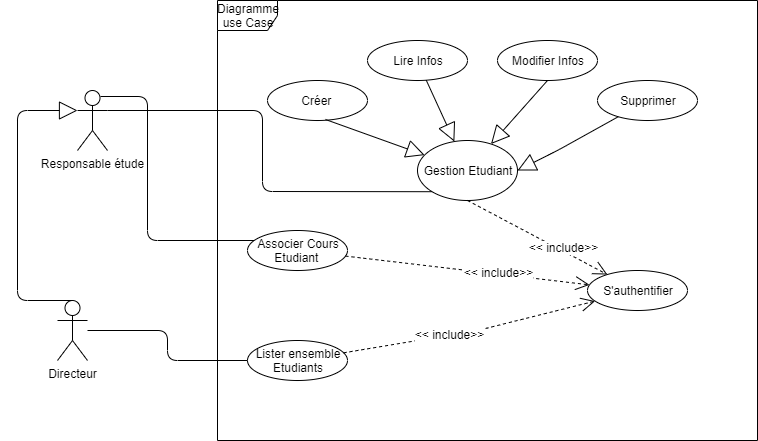 Diagramme
use Case
Lire Infos
Modifier Infos
Créer
Supprimer
Responsable étude
Gestion Etudiant
Associer Cours
Etudiant
<< include>>
<< include>>
S'authentifier
<< include>>
Lister ensemble
Etudiants
Directeur